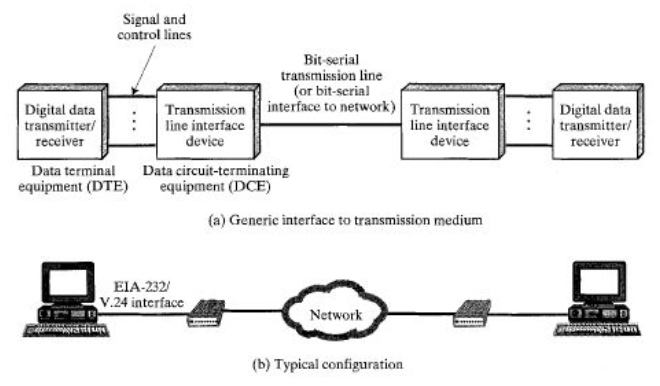 Signal and
control lines
Bit-serial
transmission line
(or bit-serial
interface to network)
Digital data
transmitter/
receiver
Transmission
line interface
device
Transmission
line interface
device
Digital data
transmitter/
receiver
Data terminal
equipment (DTE)
Data circuit-terminating
equipment (DCE)
(a) Generic interface to transmission medium
EIA-232/
V.24 interface
Network
(b) Typical configuration